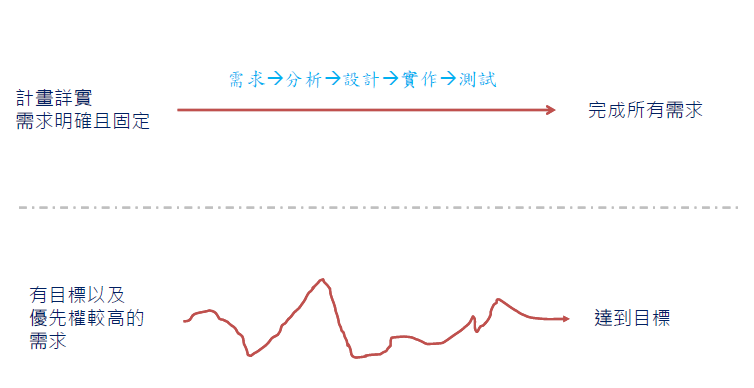 需求→分析→設計→實作→測試
計畫詳實
需求明確且固定
完成所有需求
有目標以及
優先權較高的
需求
達到目標